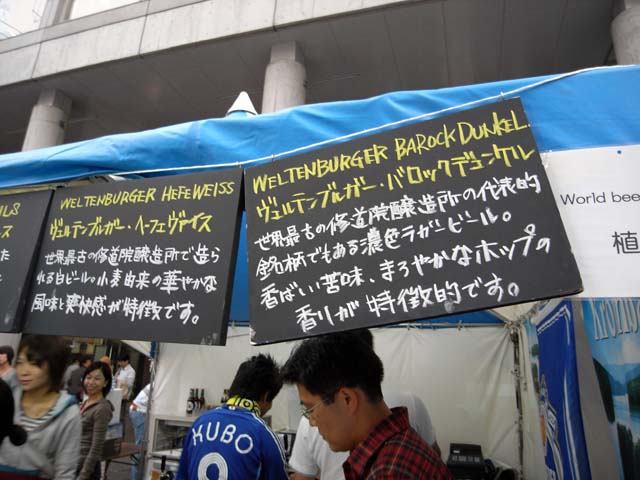 WELTENBURGER HEFEWEISS
ヴェルテンブルガー・ヘーフェヴァイス
世界最古の修道院醸造所で造ら
れる白ビール。小麦由来の華やかな
風味と爽快感が特徴です。
WELTENBURGER BAROCK DUNKEL
ヴェルテンブルガー・バロックデュンケル
世界最古の修道院醸造所の代表的
銘柄でもある濃色ラガービール。
香ばしい苦味、まろやかなホップの
香りが特徴的です。
World bee
植
KUBO
9